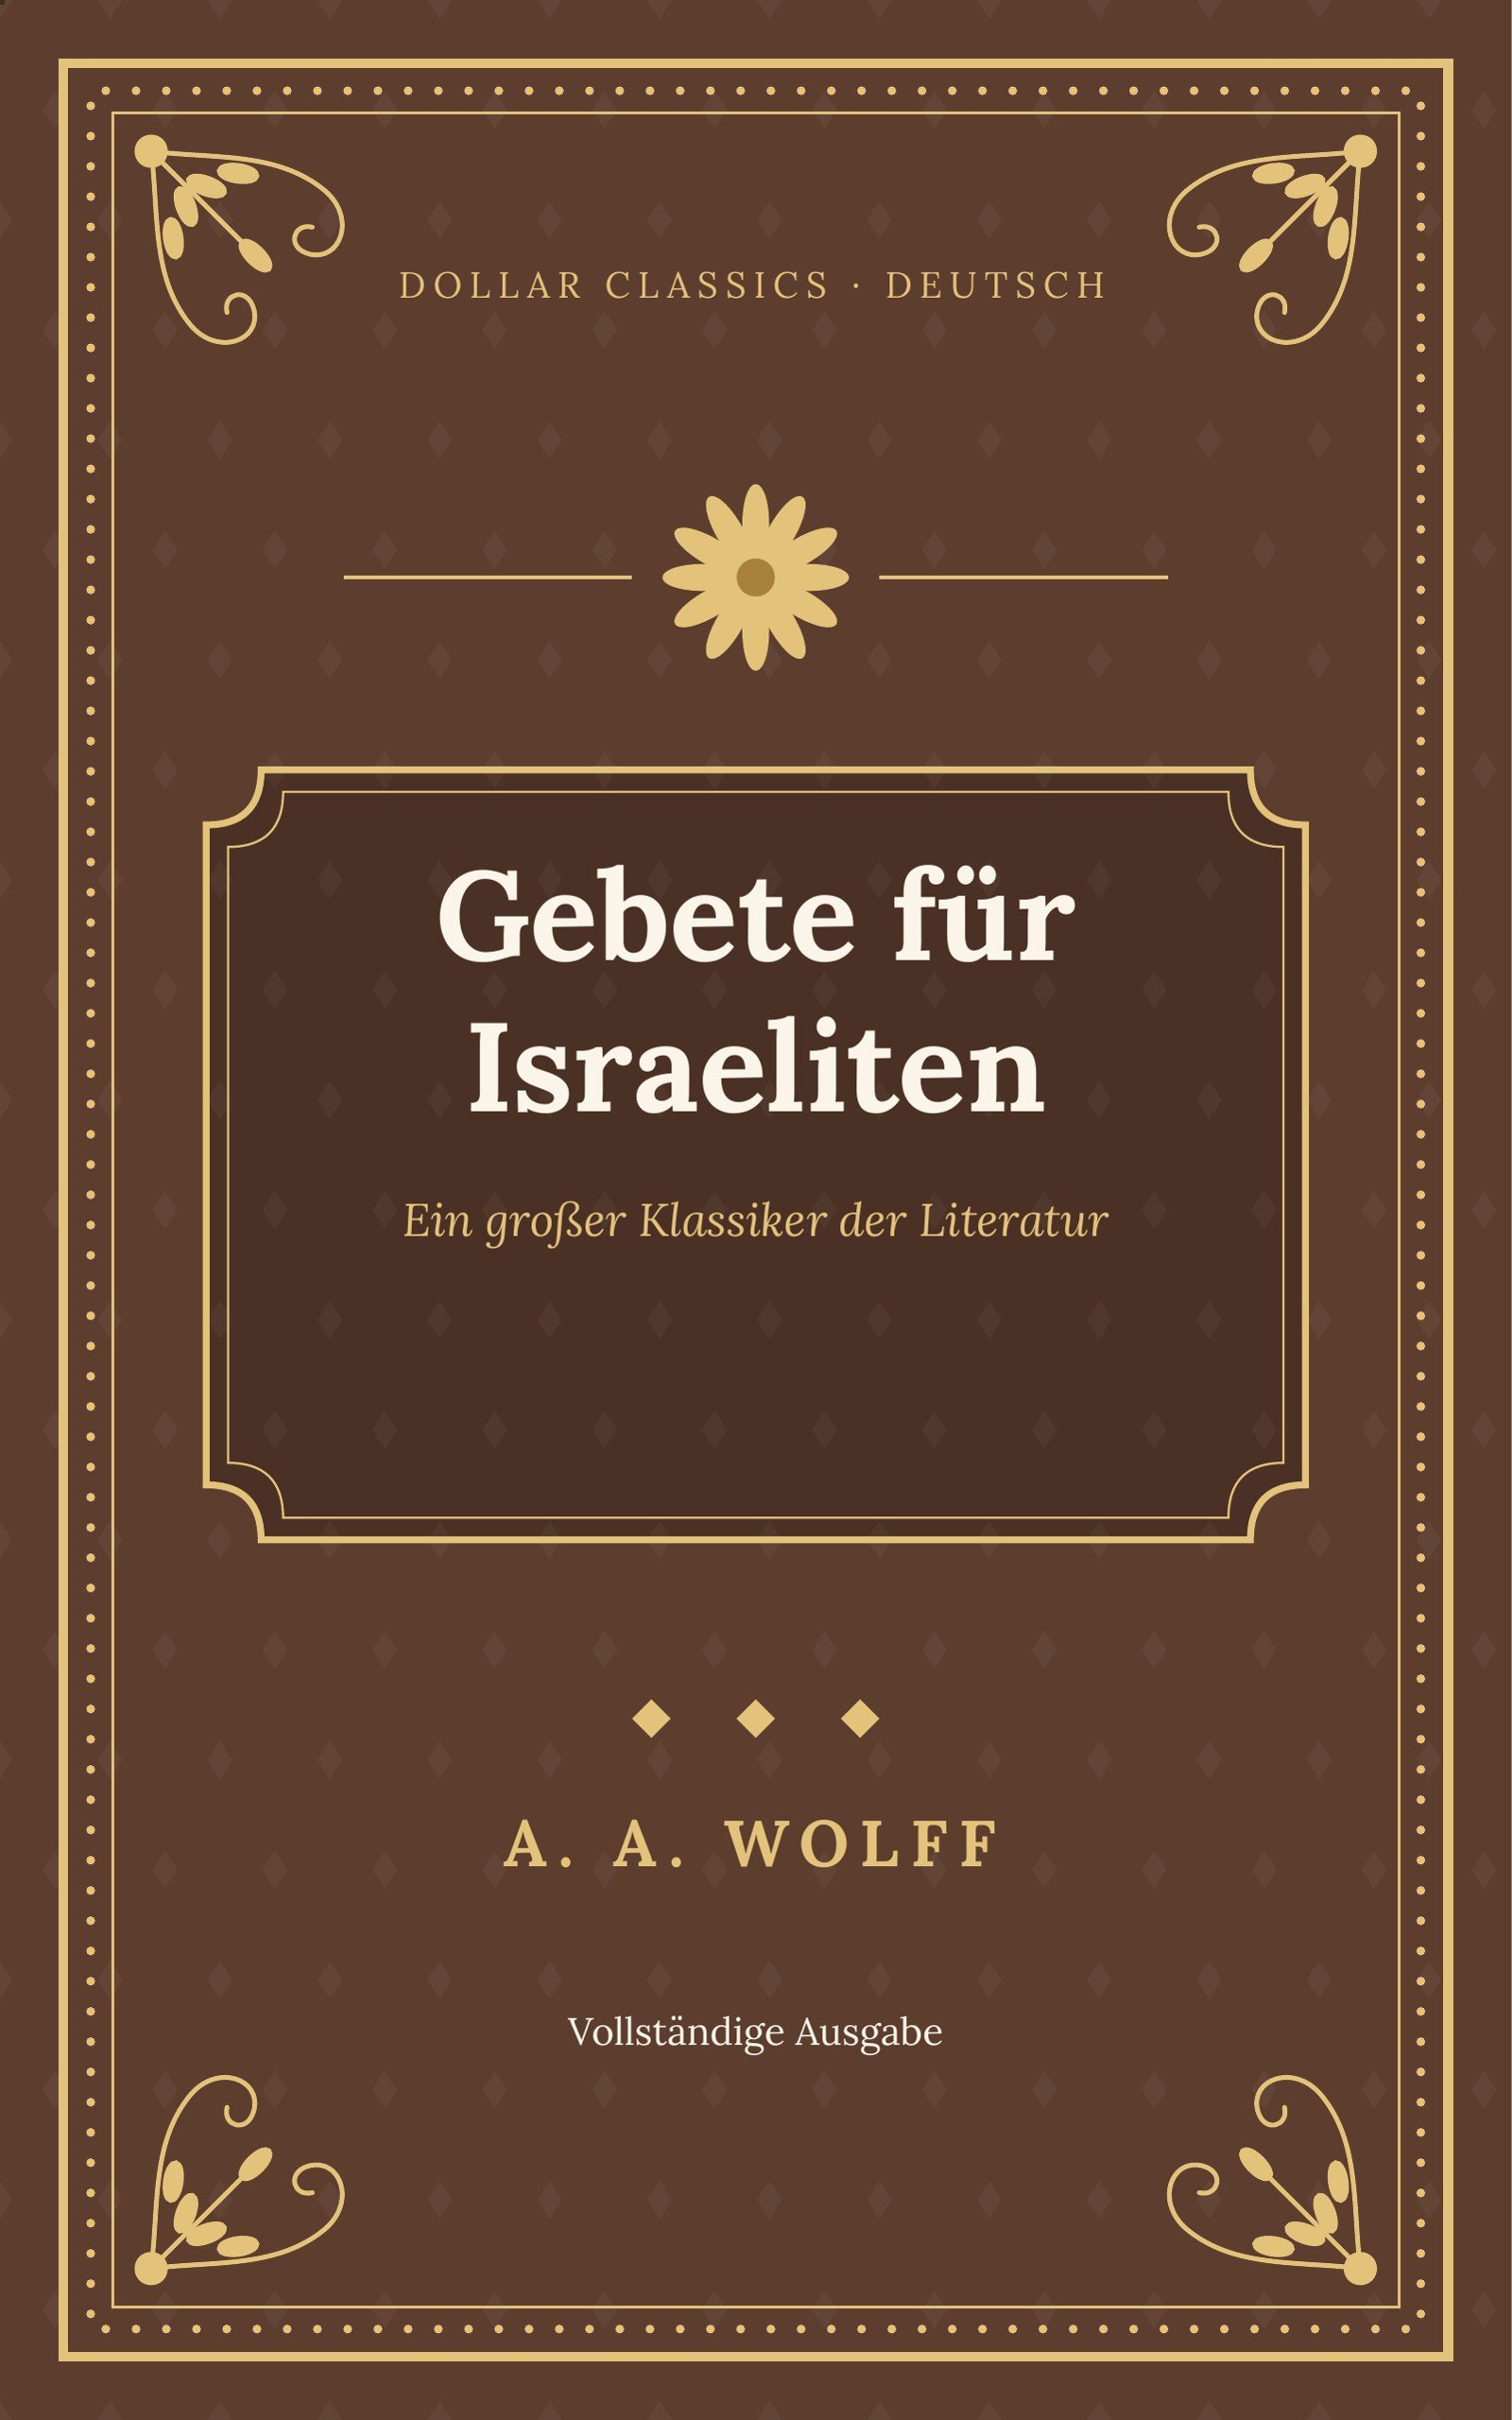 DOLLAR CLASSICS · DEUTSCH
Gebete für
Israeliten
Ein großer Klassiker der Literatur
A. A. WOLFF
Vollständige Ausgabe